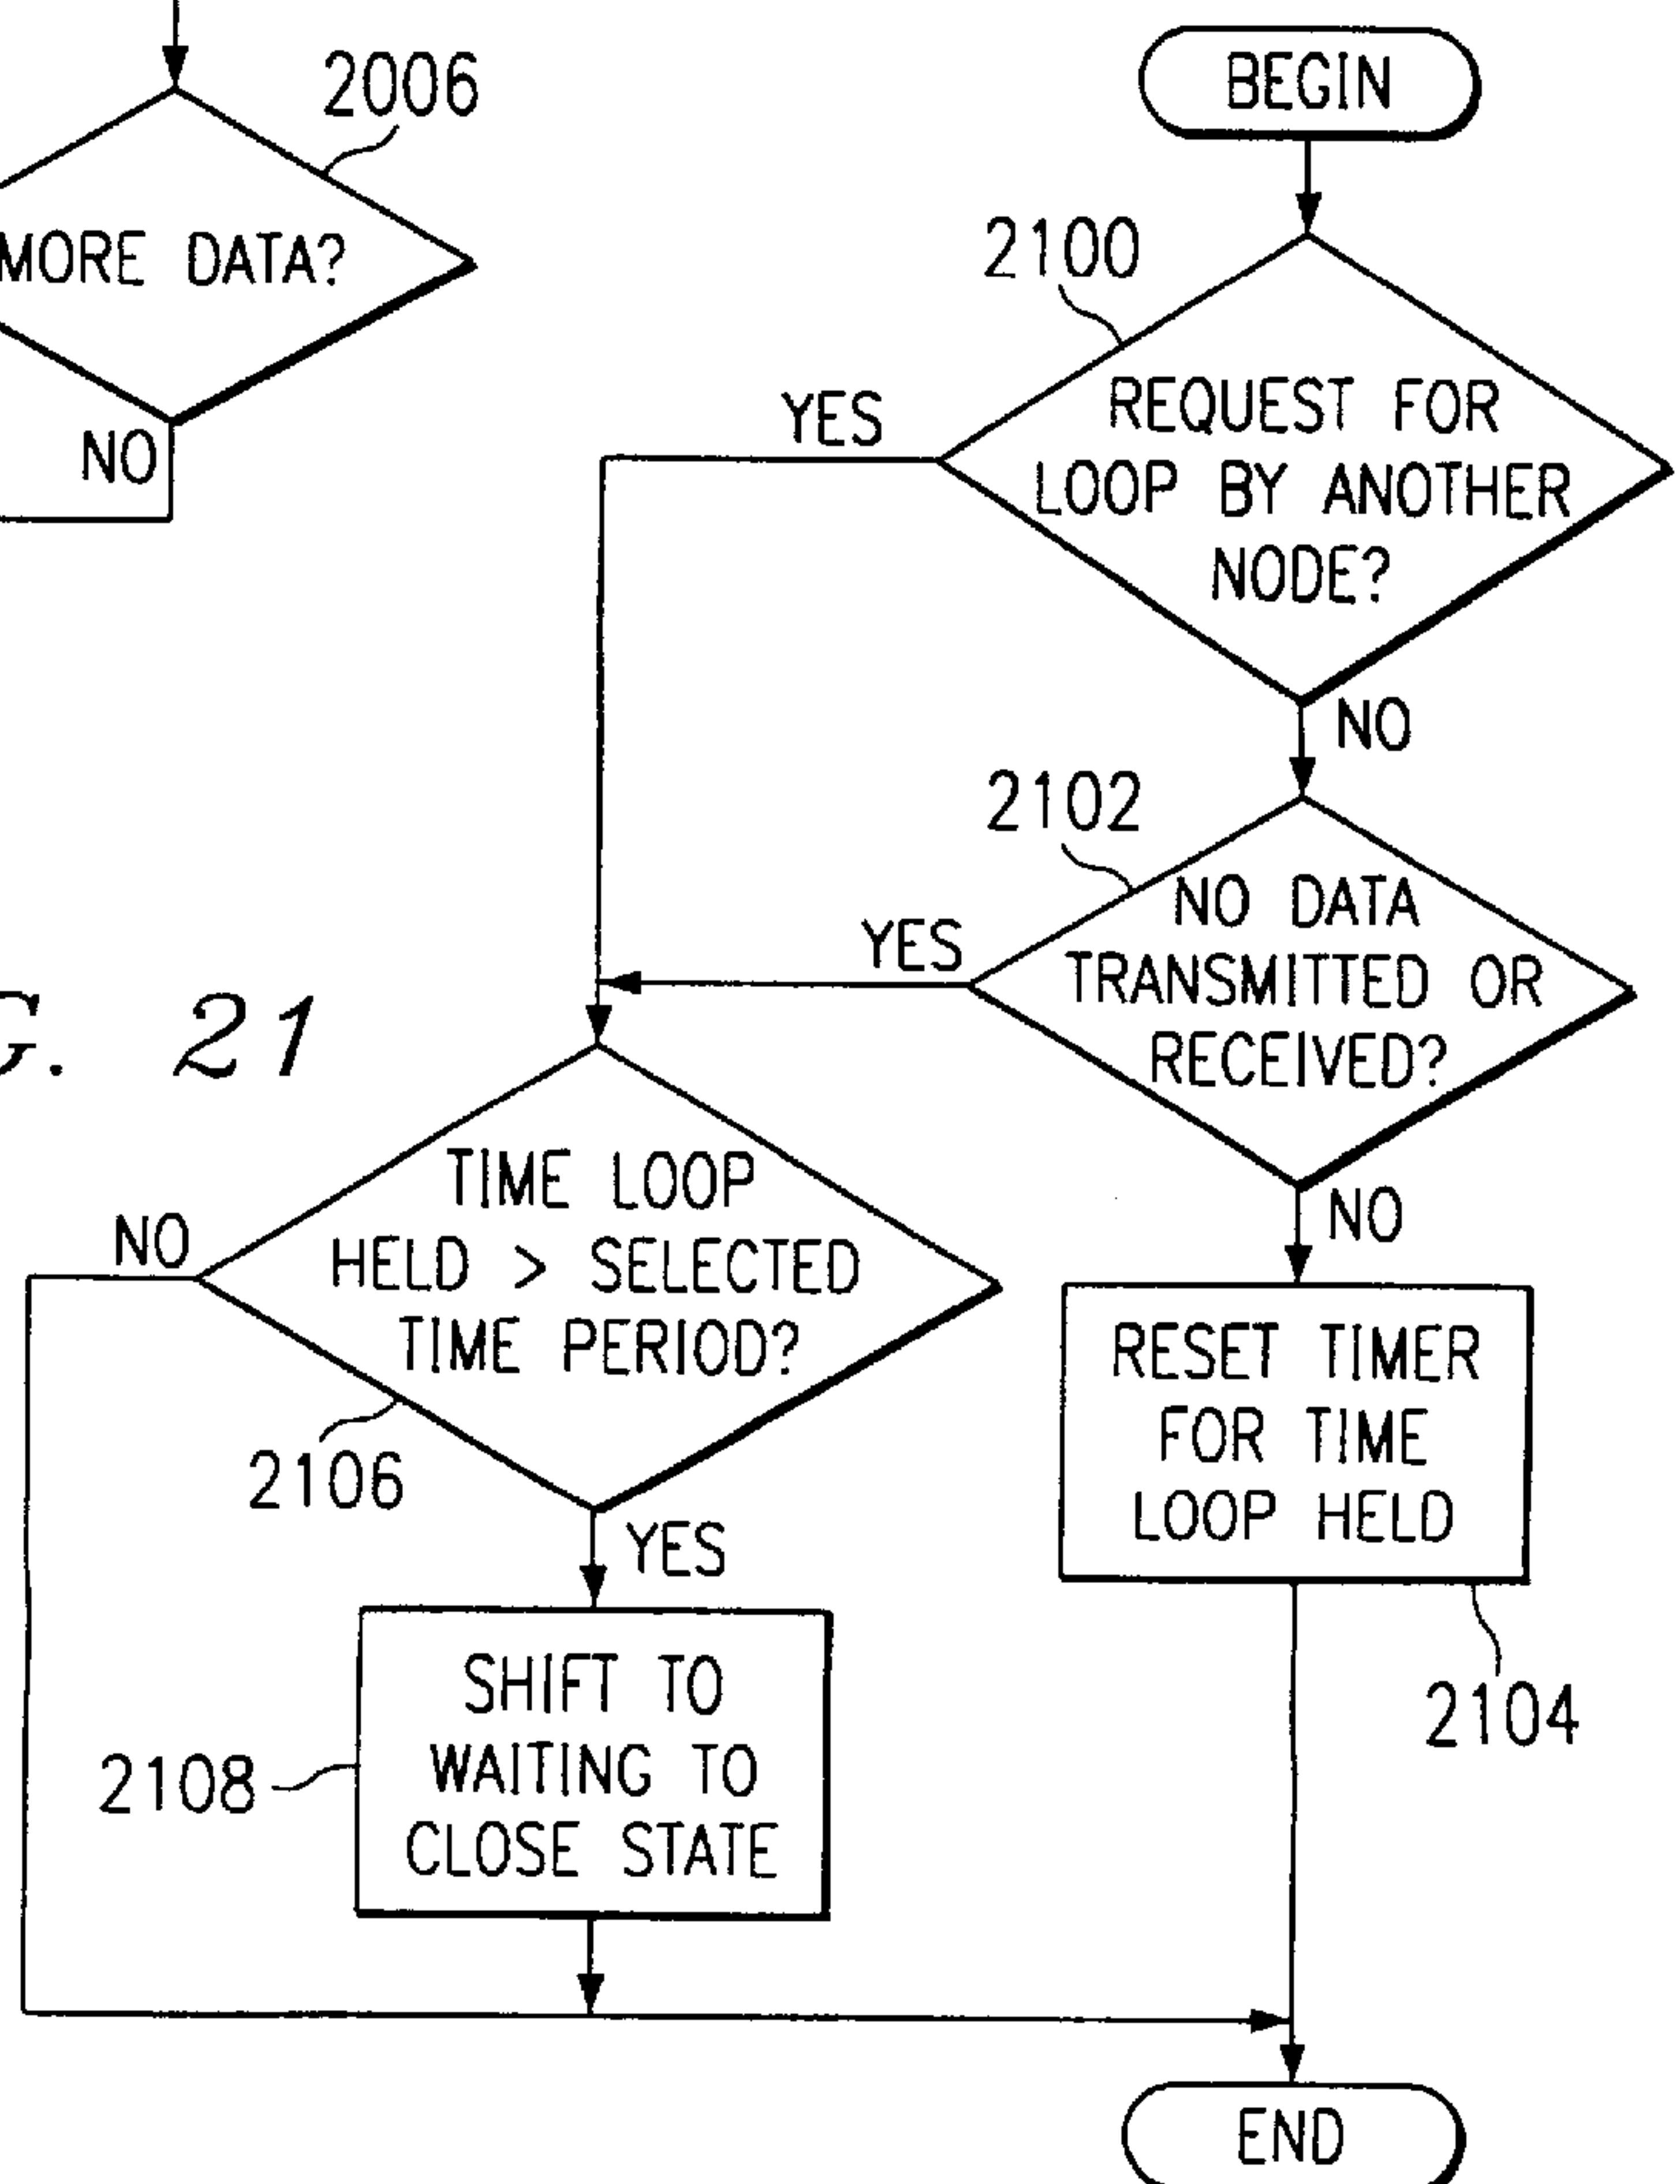 2006
MORE DATA?
NO
BEGIN
2100
REQUEST FOR
LOOP BY ANOTHER
NODE?
YES
NO
2102
NO DATA
TRANSMITTED OR
RECEIVED?
YES
NO
G. 21
TIME LOOP
HELD > SELECTED
TIME PERIOD?
NO
2106
YES
RESET TIMER
FOR TIME
LOOP HELD
2104
SHIFT TO
WAITING TO
CLOSE STATE
2108
END